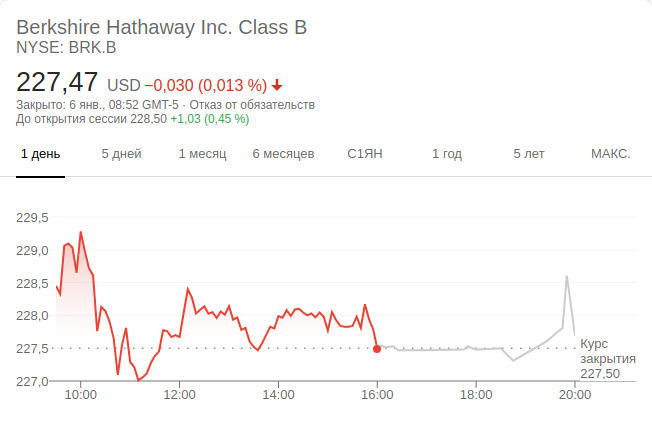 Berkshire Hathaway Inc. Class B
NYSE: BRK.B
227,47 USD −0,030 (0,013 %)
Закрыто: 6 янв., 08:52 GMT-5 · Отказ от обязательств
До открытия сессии 228,50 +1,03 (0,45 %)
1 день 5 дней 1 месяц 6 месяцев С1ЯН 1 год 5 лет МАКС.
229,5
229,0
228,5
228,0
227,5
227,0
Курс
закрытия
227,50
10:00 12:00 14:00 16:00 18:00 20:00